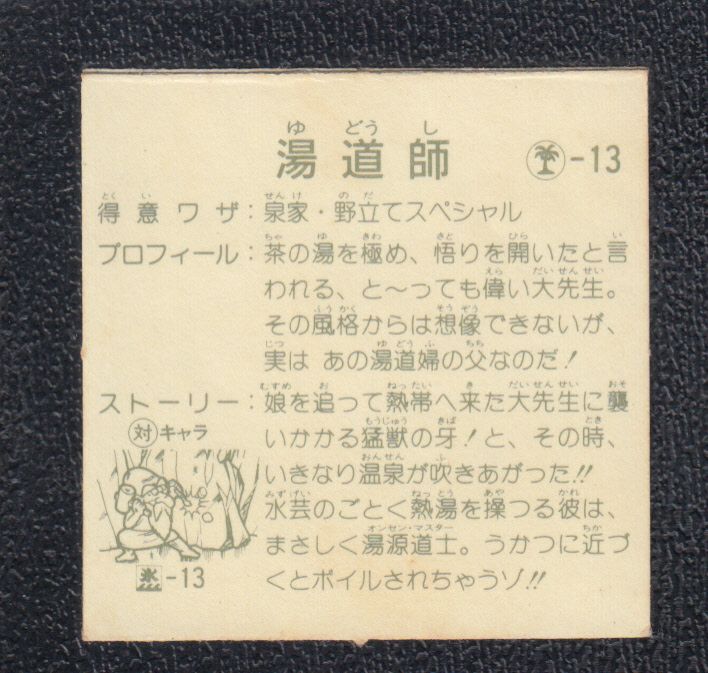 湯道師 -13
得意ワザ：泉家・野立てスペシャル
プロフィール：茶の湯を極め、悟りを開いたと言
われる、と〜っても偉い大先生。
その風格からは想像できないが、
実は あの湯道婦の父なのだ！
ストーリー：娘を追って熱帯へ来た大先生に襲
いかかる猛獣の牙！と、その時、
いきなり温泉が吹きあがった!!
水芸のごとく熱湯を操つる彼は、
まさしく湯源道士。うかつに近づ
くとボイルされちゃうゾ!!
対キャラ
-13